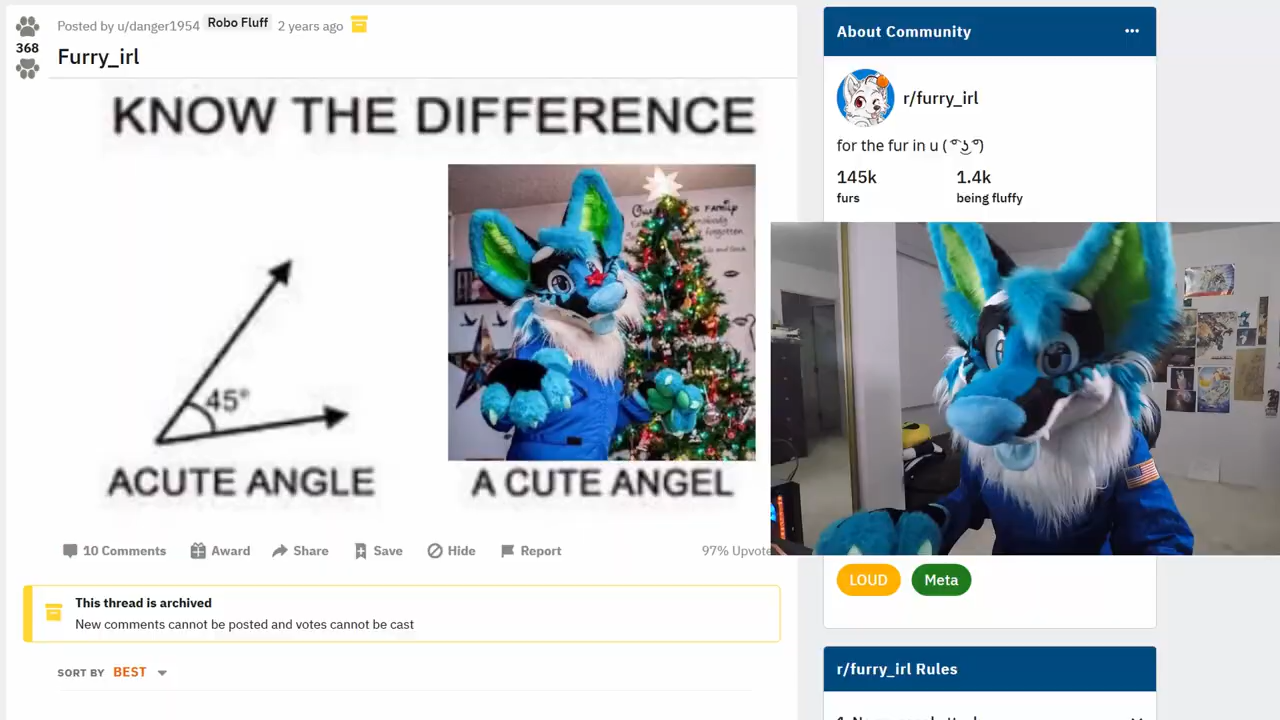 Posted by u/danger1954 Robo Fluff 2 years ago
368
Furry_irl
KNOW THE DIFFERENCE
45°
ACUTE ANGLE
A CUTE ANGEL
10 Comments Award Share Save Hide Report 97% Upvote
This thread is archived
New comments cannot be posted and votes cannot be cast
SORT BY BEST
About Community
r/furry_irl
for the fur in u ( ͡° ͜ʖ ͡°)
145k 1.4k
furs being fluffy
LOUD Meta
r/furry_irl Rules